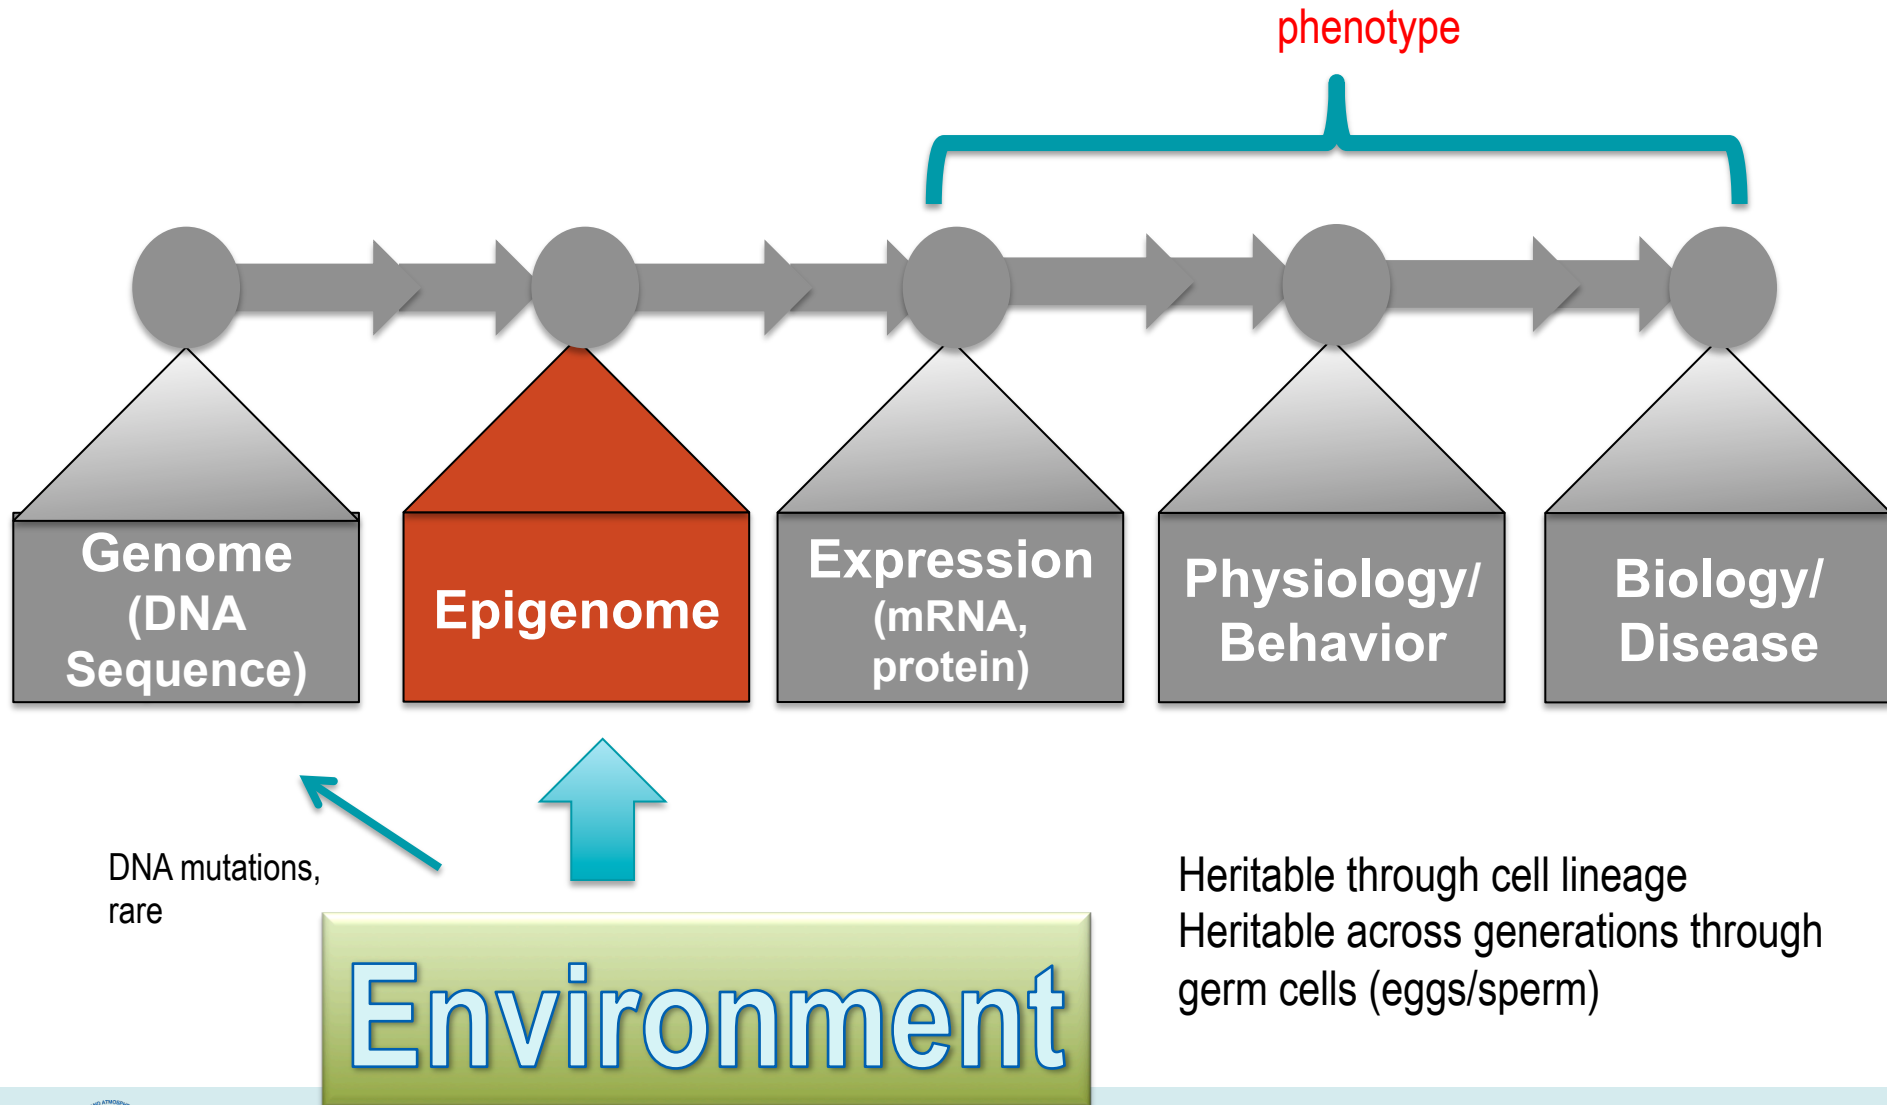 phenotype
Genome
(DNA
Sequence)
Epigenome
Expression
(mRNA,
protein)
Physiology/
Behavior
Biology/
Disease
DNA mutations,
rare
Environment
Heritable through cell lineage
Heritable across generations through
germ cells (eggs/sperm)